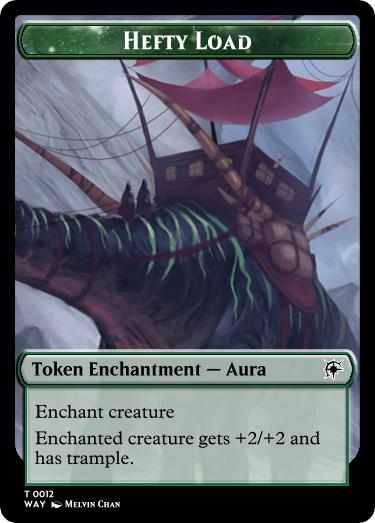 Hefty Load
Token Enchantment — Aura
Enchant creature
Enchanted creature gets +2/+2 and
has trample.
T 0012
WAY Melvin Chan